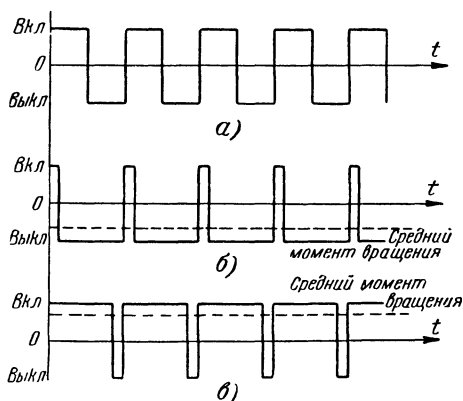 Вкл
0
t
Выкл
а)
Вкл
t
0
Выкл
Средний
момент вращения
б)
Средний момент
Вкл
вращения
0
t
Выкл
в)